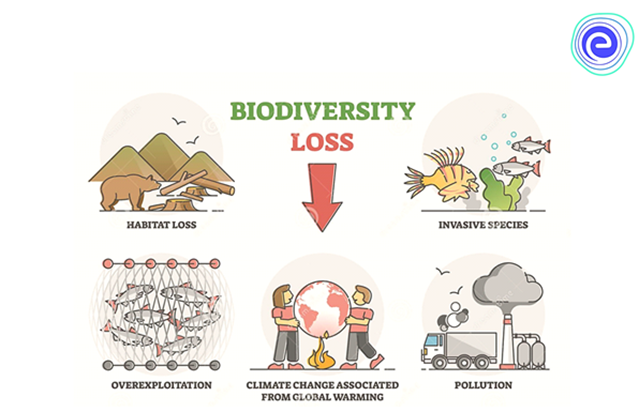 BIODIVERSITY
LOSS
HABITAT LOSS
INVASIVE SPECIES
OVEREXPLOITATION
CLIMATE CHANGE ASSOCIATED
FROM GLOBAL WARMING
POLLUTION